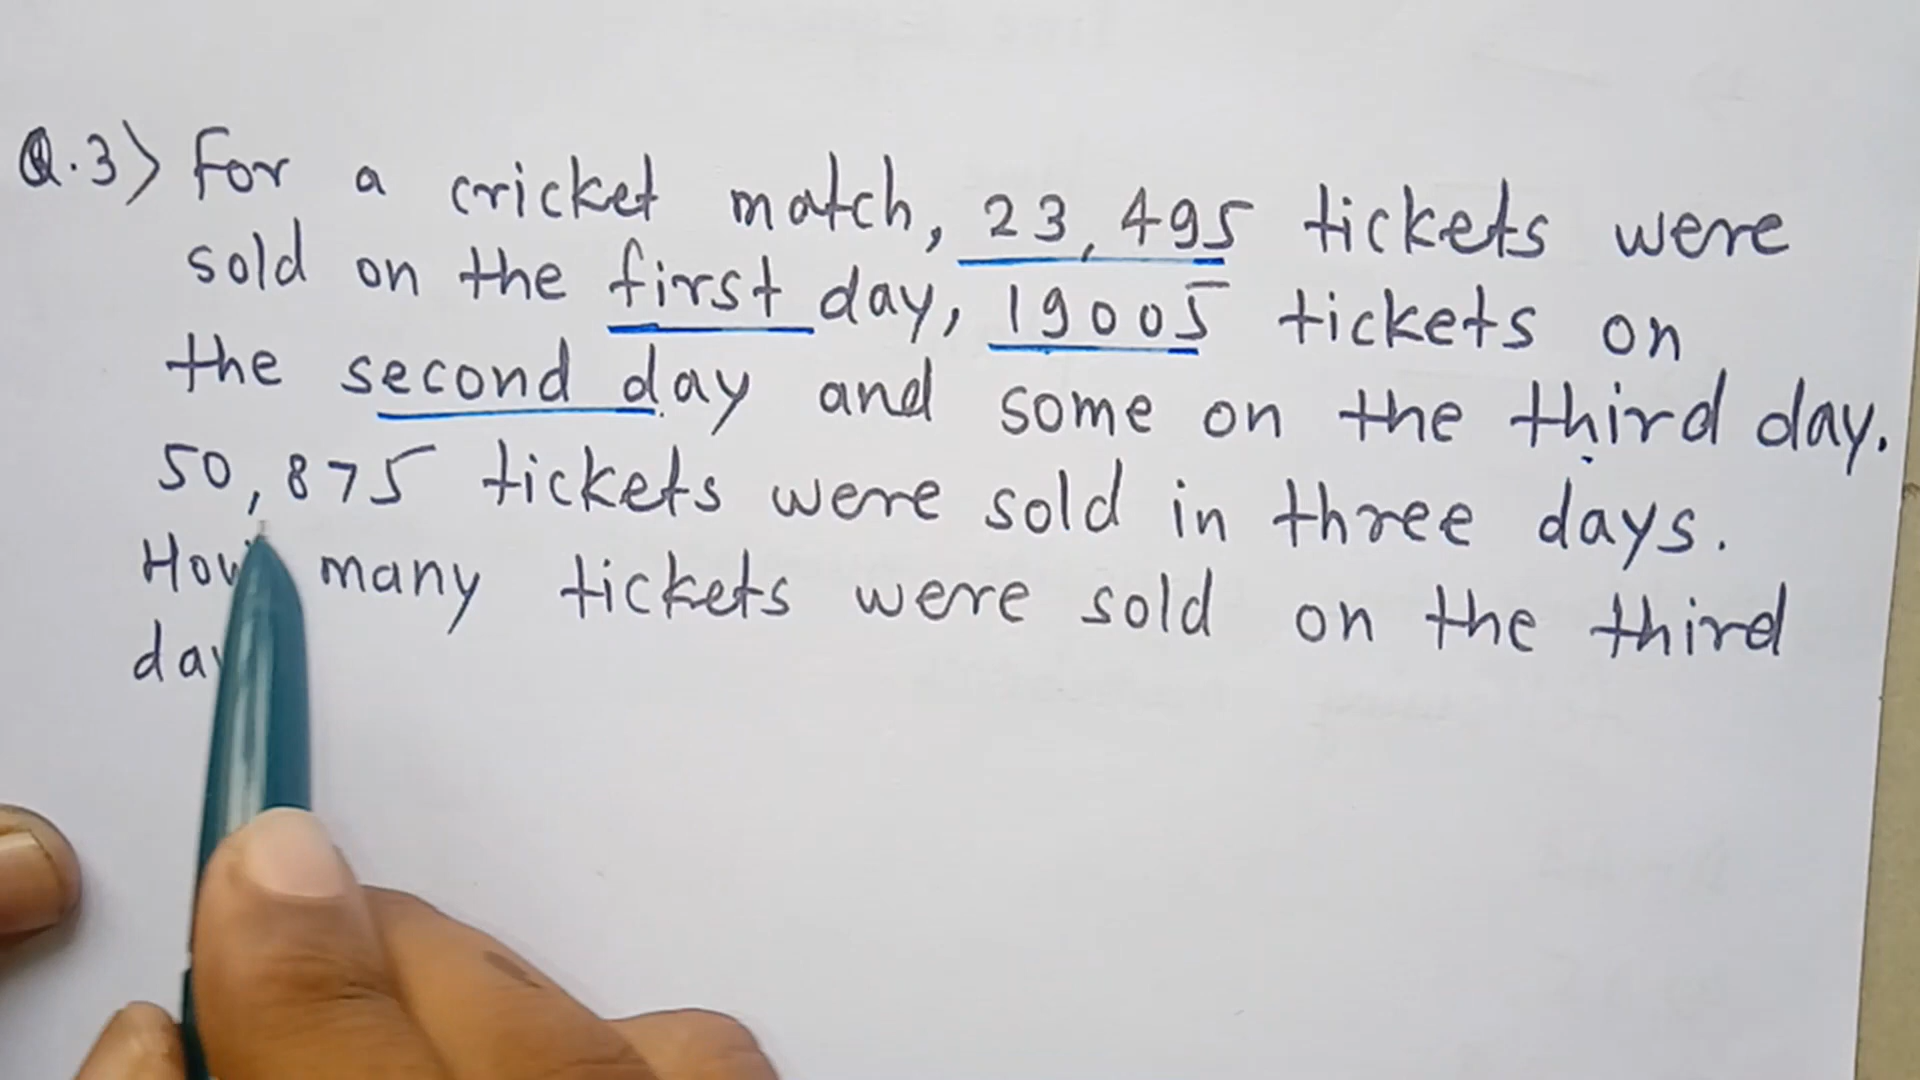 Q.3) For a cricket match, 23,495 tickets were
sold on the first day, 19005 tickets on
the second day and some on the third day.
50,875 tickets were sold in three days.
How many tickets were sold on the third